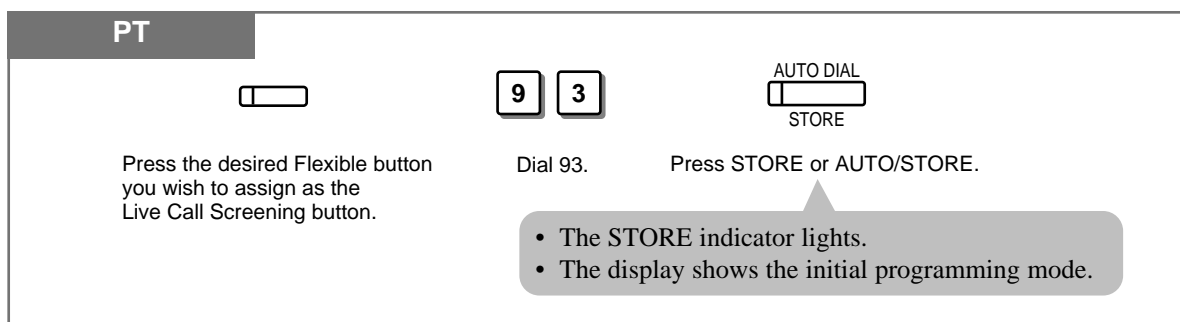 PT
9 3
AUTO DIAL
STORE
Press the desired Flexible button
you wish to assign as the
Live Call Screening button.
Dial 93.
Press STORE or AUTO/STORE.
• The STORE indicator lights.
• The display shows the initial programming mode.